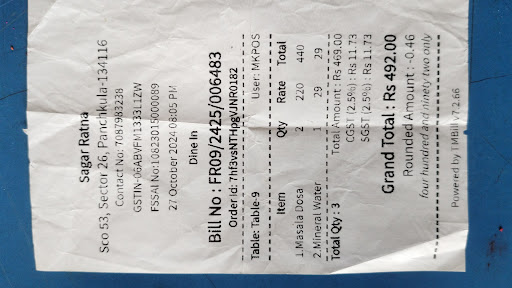 Sagar Ratna
Sco 53, Sector 26, Panchkula-134116
Contact No: 7087983238
GSTIN:06ABVFM1333L1ZW
FSSAI No:10823015000089
27 October 2024 08:05 PM
Dine In
Bill No : FR09/2425/006483
Order id: 7hf3vsNTHpgVJNR0182
Table: Table-9 User: MKPOS
Item Qty Rate Total
1.Masala Dosa 2 220 440
2.Mineral Water 1 29 29
Total Qty : 3 Total Amount : Rs 469.00
CGST (2.5%) : Rs 11.73
SGST (2.5%) : Rs 11.73
Grand Total : Rs 492.00
Rounded Amount : -0.46
four hundred and ninety two only
Powered by TMBill v7.2.66